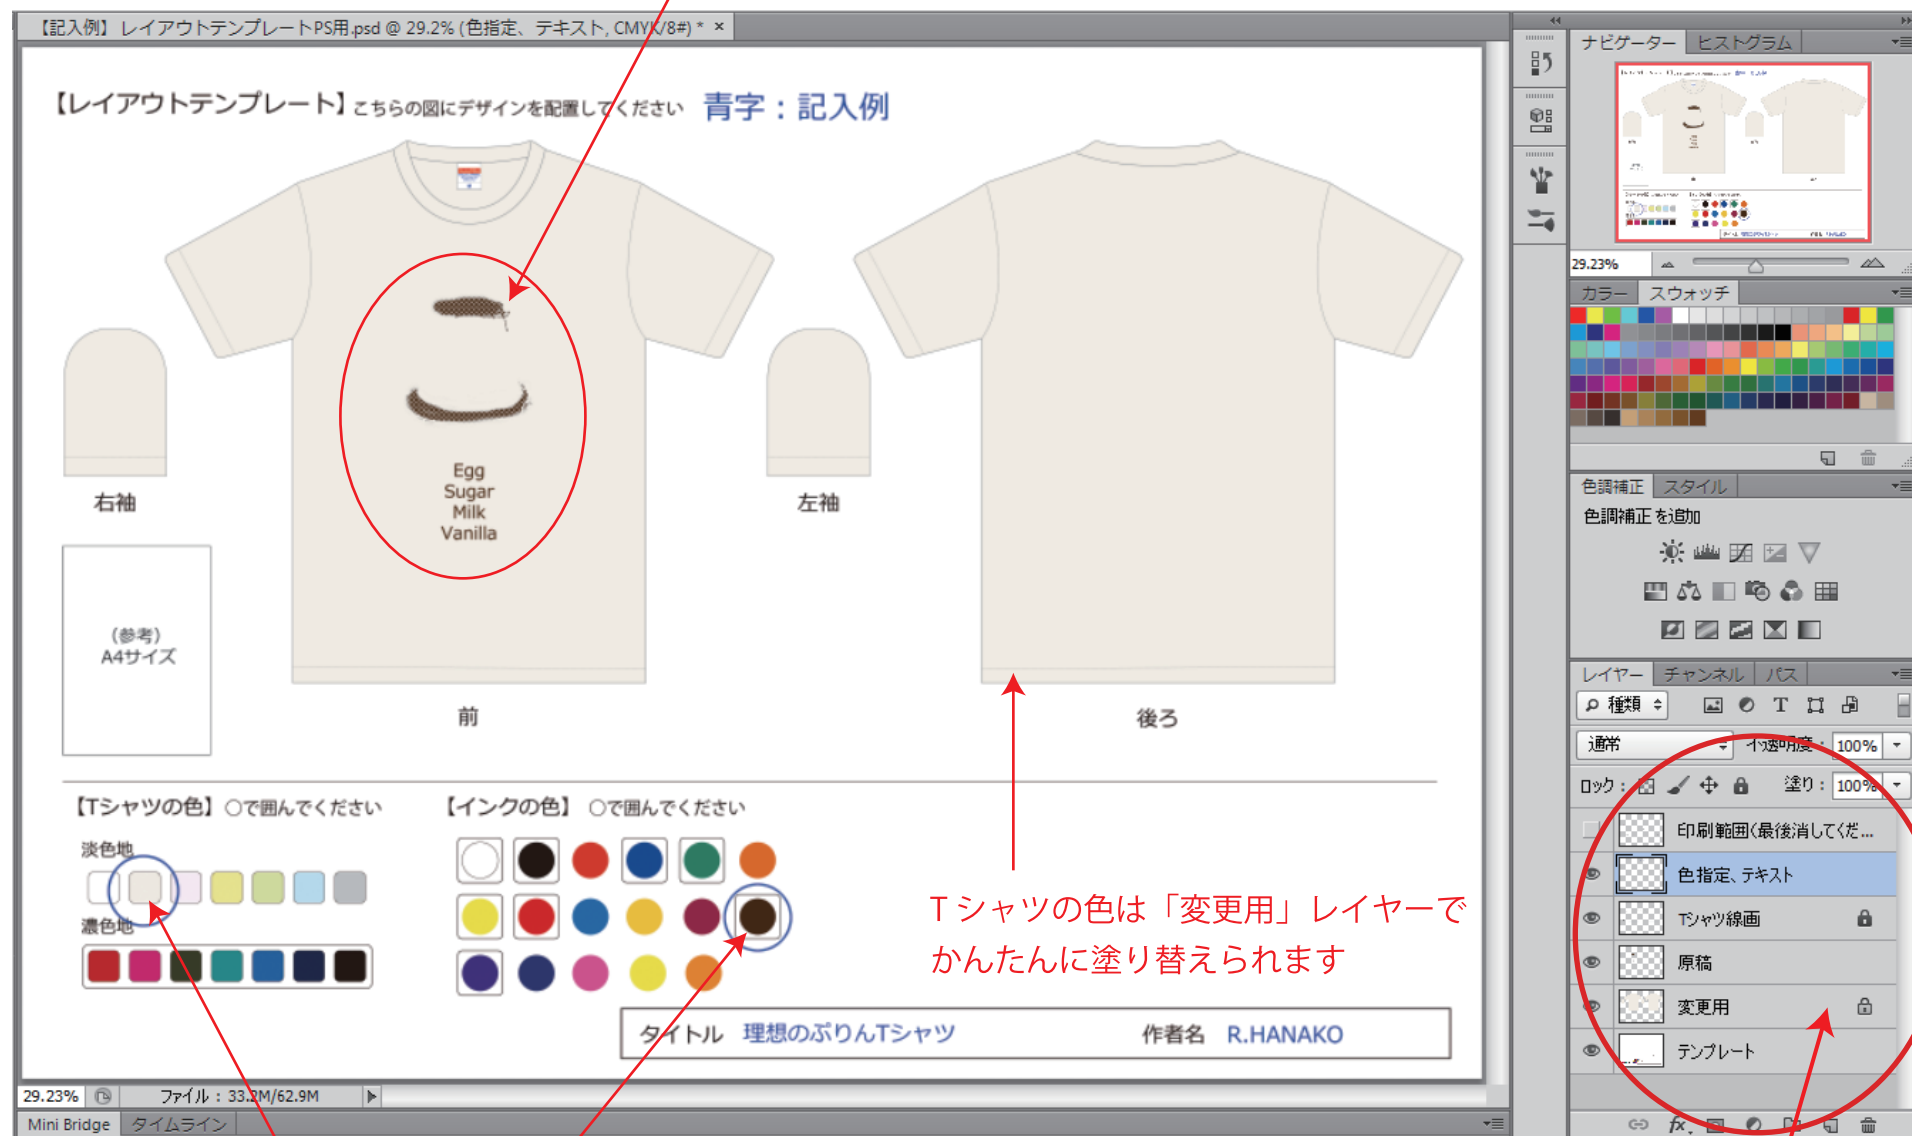 【記入例】レイアウトテンプレートPS用.psd @ 29.2% (色指定、テキスト, CMYK/8#) * ×
【レイアウトテンプレート】こちらの図にデザインを配置してください 青字：記入例
Egg
Sugar
Milk
Vanilla
右袖
左袖
(参考)
A4サイズ
前
後ろ
【Tシャツの色】○で囲んでください
淡色地
濃色地
【インクの色】 ○で囲んでください
Tシャツの色は「変更用」レイヤーで
かんたんに塗り替えられます
タイトル 理想のぷりんTシャツ 作者名 R.HANAKO
29.23% ファイル : 33.2M/62.9M
Mini Bridge タイムライン
ナビゲーター ヒストグラム
29.23%
カラー スウォッチ
色調補正 スタイル
色調補正を追加
レイヤー チャンネル パス
種類
通常 不透明度 : 100%
ロック : 塗り : 100%
印刷範囲(最後消してくだ...
色指定、テキスト
Tシャツ線画
原稿
変更用
テンプレート
fx